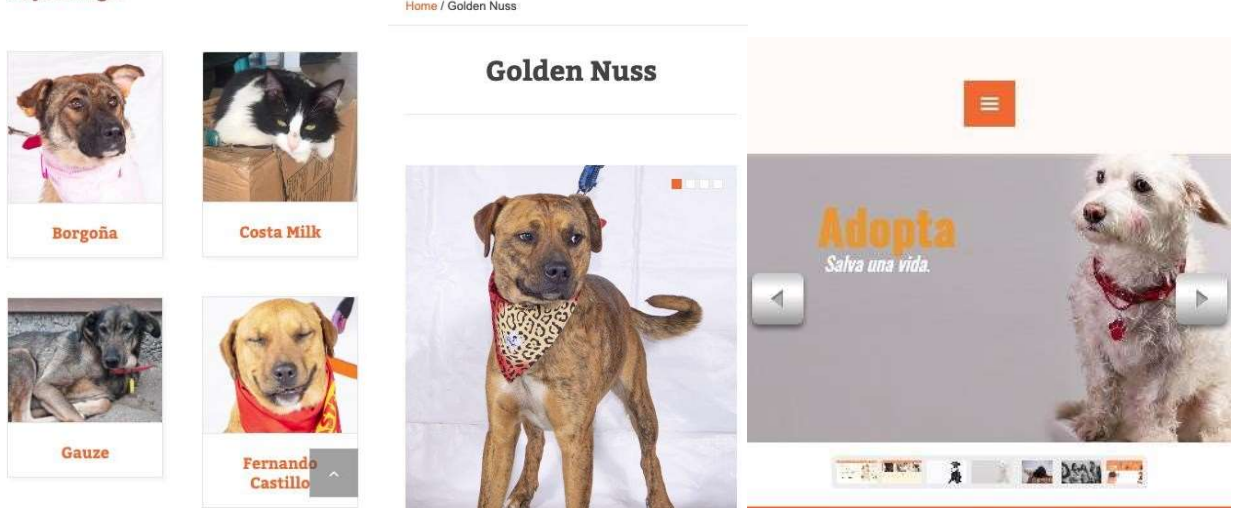 Home / Golden Nuss
Golden Nuss
Borgoña
Costa Milk
Gauze
Fernando
Castillo
Adopta
Salva una vida.